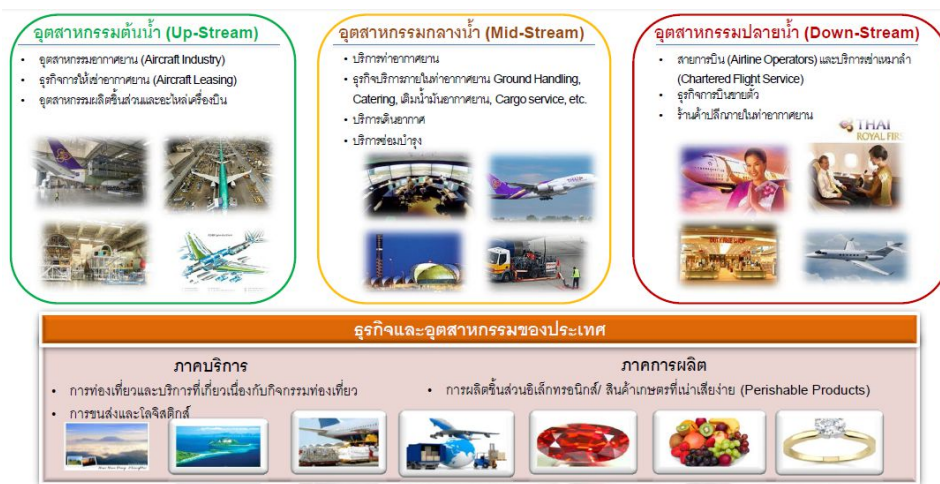 อุตสาหกรรมต้นน้ำ (Up-Stream)
• อุตสาหกรรมอากาศยาน (Aircraft Industry)
• ธุรกิจการให้เช่าอากาศยาน (Aircraft Leasing)
• อุตสาหกรรมผลิตชิ้นส่วนและอะไหล่เครื่องบิน
อุตสาหกรรมกลางน้ำ (Mid-Stream)
• บริการท่าอากาศยาน
• ธุรกิจบริการภายในท่าอากาศยาน Ground Handling,
Catering, เติมน้ำมันอากาศยาน, Cargo service, etc.
• บริการเดินอากาศ
• บริการซ่อมบำรุง
อุตสาหกรรมปลายน้ำ (Down-Stream)
• สายการบิน (Airline Operators) และบริการเช่าเหมาลำ
(Chartered Flight Service)
• ธุรกิจการบินขายตั๋ว
• ร้านค้าปลีกภายในท่าอากาศยาน
THAI
ROYAL FIRS
ธุรกิจและอุตสาหกรรมของประเทศ
ภาคบริการ
• การท่องเที่ยวและบริการที่เกี่ยวเนื่องกับกิจกรรมท่องเที่ยว
• การขนส่งและโลจิสติกส์
ภาคการผลิต
• การผลิตชิ้นส่วนอิเล็กทรอนิกส์/ สินค้าเกษตรที่เน่าเสียง่าย (Perishable Products)